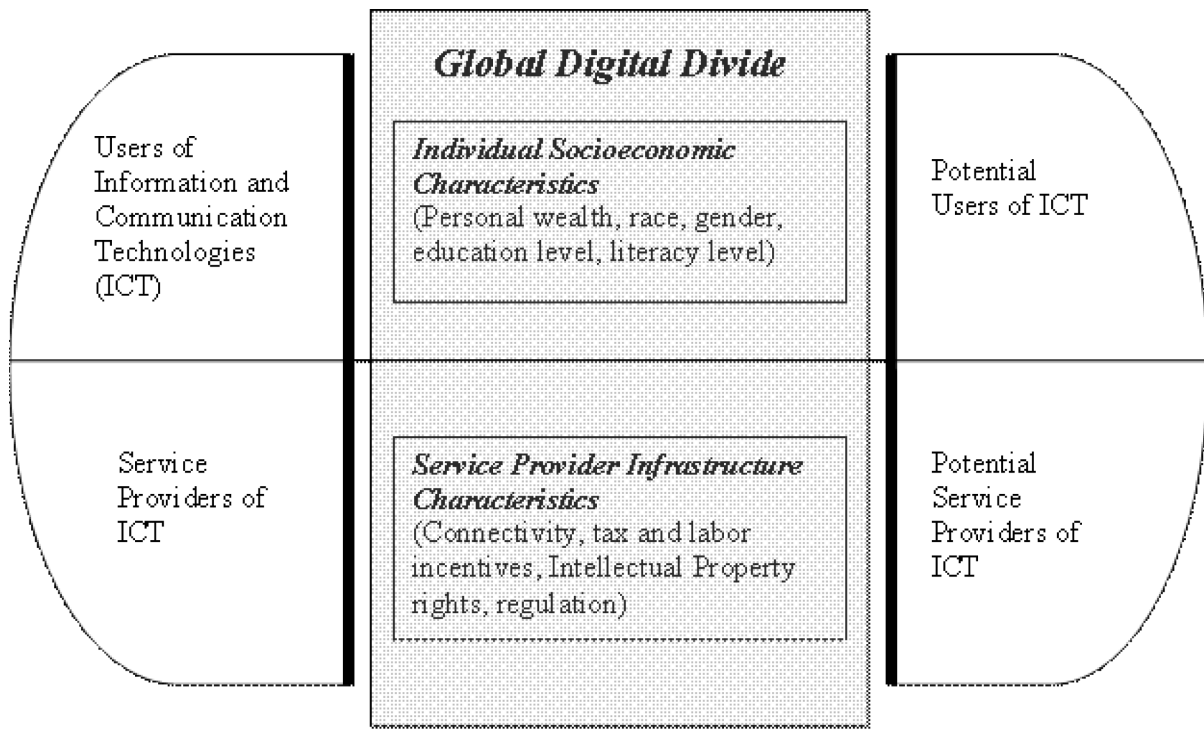 Global Digital Divide
Users of
Information and
Communication
Technologies
(ICT)
Individual Socioeconomic
Characteristics
(Personal wealth, race, gender,
education level, literacy level)
Potential
Users of ICT
Service
Providers of
ICT
Service Provider Infrastructure
Characteristics
(Connectivity, tax and labor
incentives, Intellectual Property
rights, regulation)
Potential
Service
Providers of
ICT